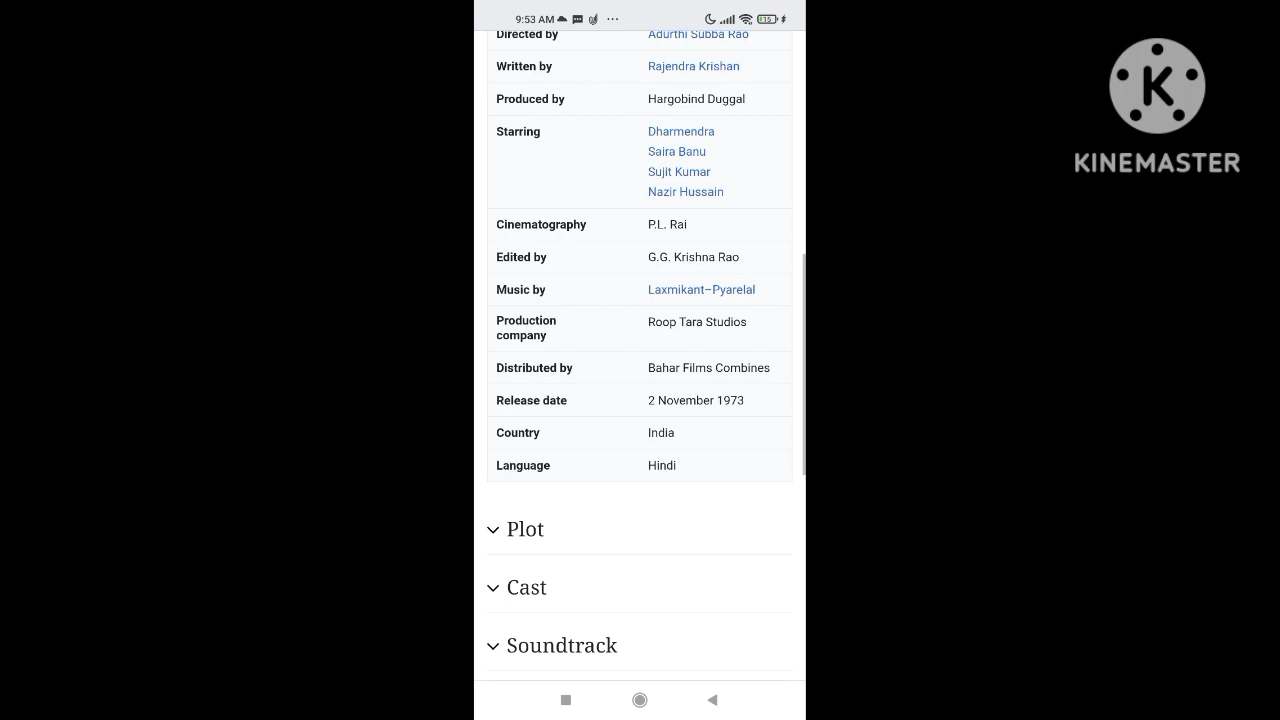 9:53 AM
15
Directed by Adurthi Subba Rao
Written by Rajendra Krishan
Produced by Hargobind Duggal
Starring Dharmendra
Saira Banu
Sujit Kumar
Nazir Hussain
Cinematography P.L. Rai
Edited by G.G. Krishna Rao
Music by Laxmikant–Pyarelal
Production Roop Tara Studios
company
Distributed by Bahar Films Combines
Release date 2 November 1973
Country India
Language Hindi
Plot
Cast
Soundtrack
K
KINEMASTER